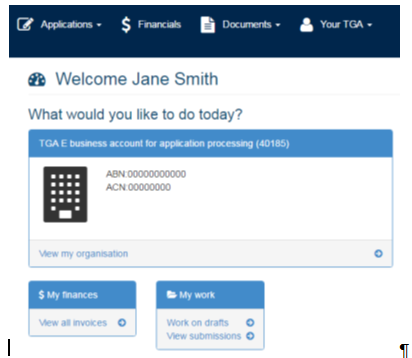 Applications
$ Financials
Documents
Your TGA
Welcome Jane Smith
What would you like to do today?
TGA E business account for application processing (40185)
ABN:00000000000
ACN:00000000
View my organisation
$ My finances
My work
View all invoices
Work on drafts
View submissions
¶